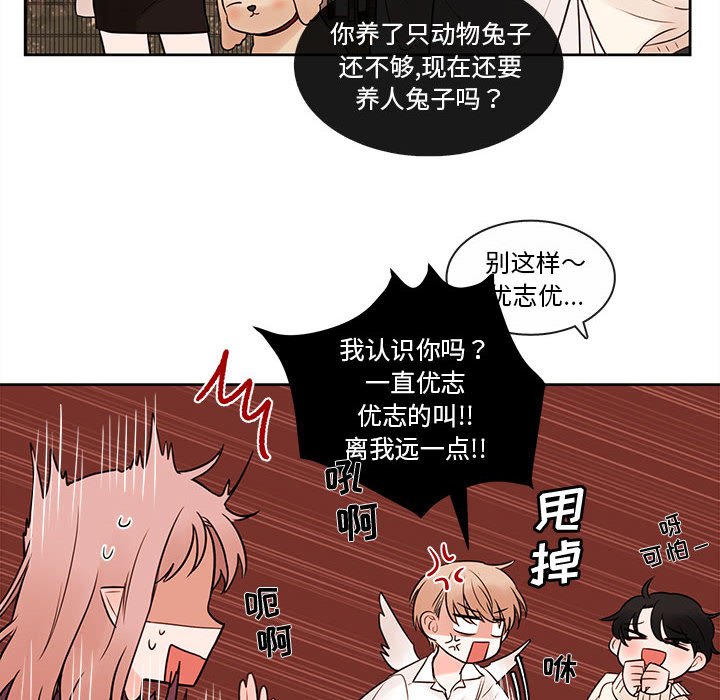 你养了只动物兔子
还不够,现在还要
养人兔子吗？
别这样～
优志优...
我认识你吗？
一直优志
优志的叫!!
离我远一点!!
吼
啊
甩
掉
呀
可怕－
呃
啊
咻